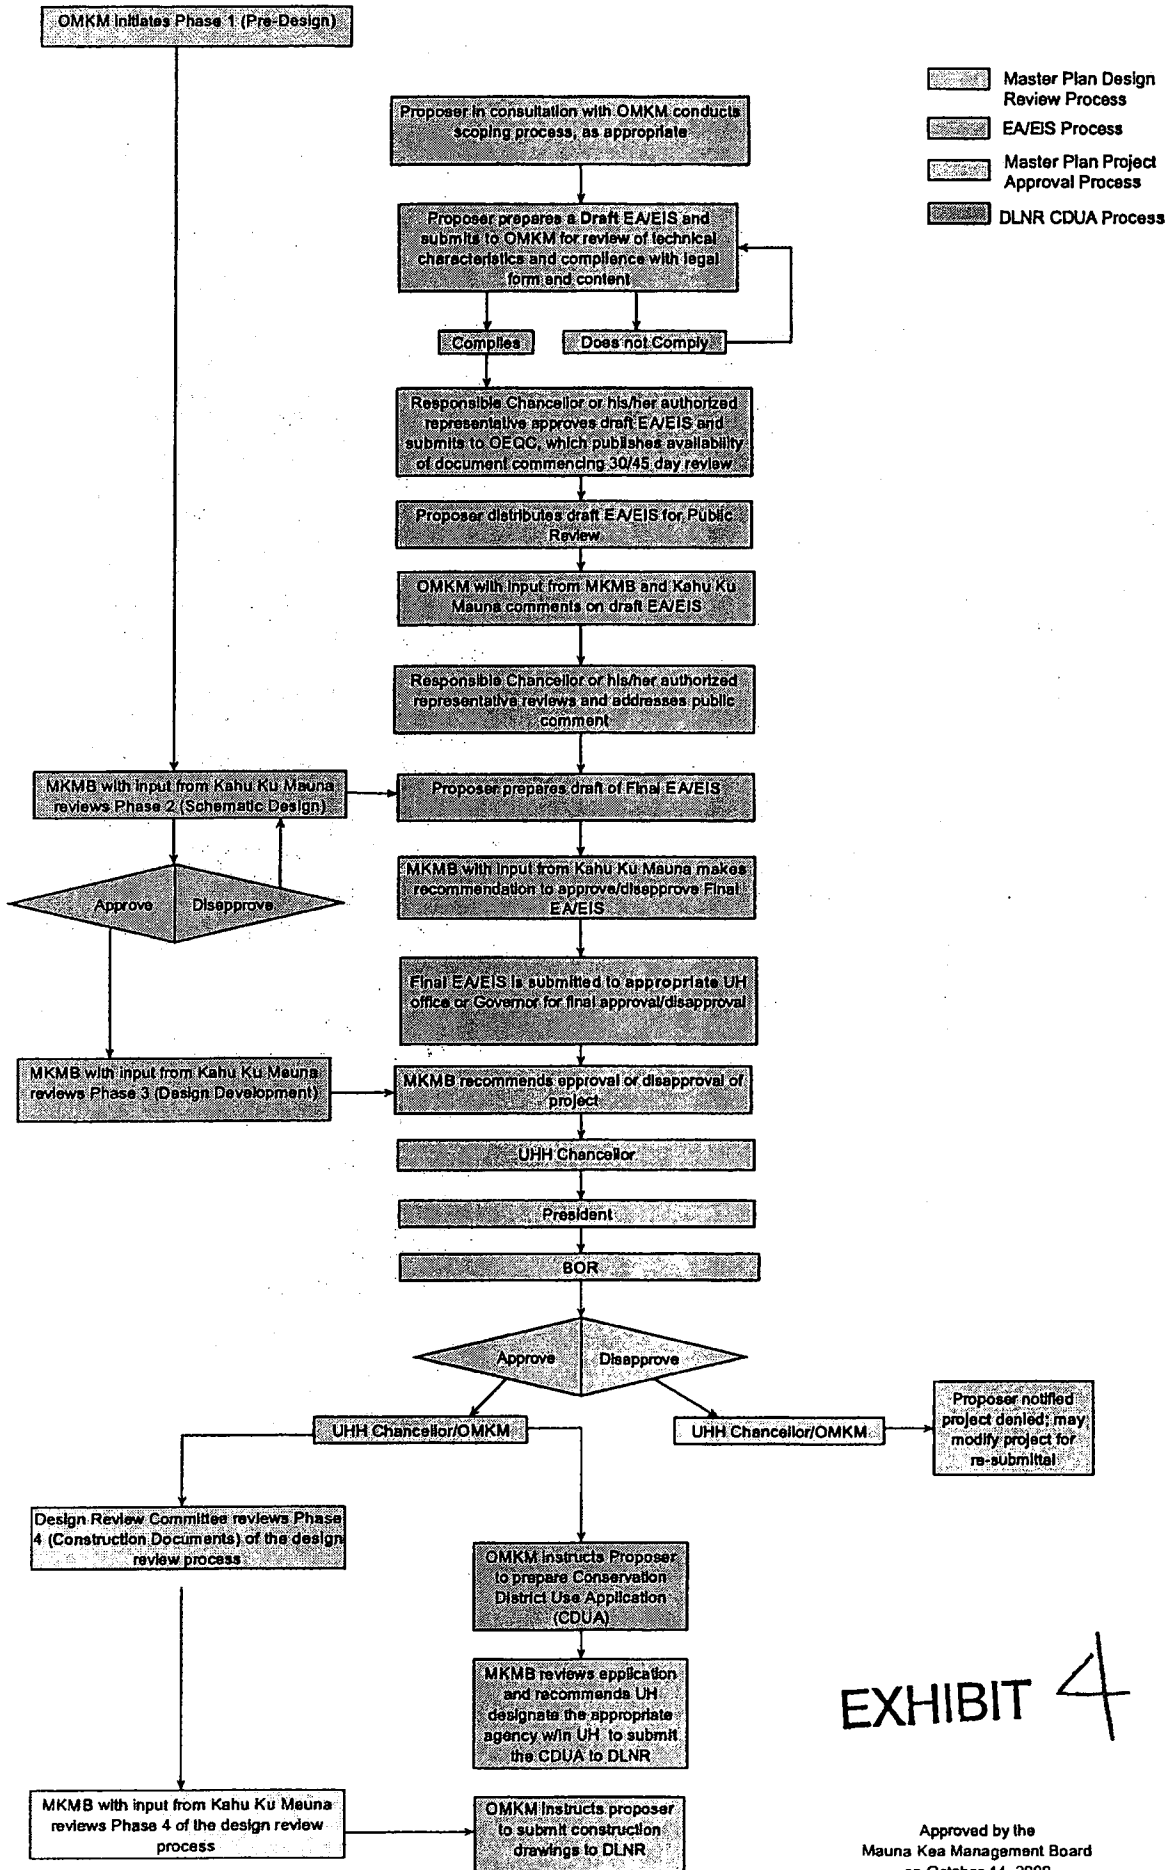 OMKM Initiates Phase 1 (Pre-Design)
Master Plan Design
Review Process
EA/EIS Process
Master Plan Project
Approval Process
DLNR CDUA Process
Proposer in consultation with OMKM conducts
scoping process, as appropriate
Proposer prepares a Draft EA/EIS and
submits to OMKM for review of technical
characteristics and complience with legal
form and content
Complies
Does not Comply
Responsible Chancellor or his/her authorized
representative approves draft EA/EIS and
submits to OEQC, which publishes availability
of document commencing 30/45 day review
Proposer distributes draft EA/EIS for Public
Review
OMKM with input from MKMB and Kahu Ku
Mauna comments on draft EA/EIS
Responsible Chancellor or his/her authorized
representative reviews and addresses public
comment
MKMB with input from Kahu Ku Mauna
reviews Phase 2 (Schematic Design)
Proposer prepares draft of Final EA/EIS
Approve
Disapprove
MKMB with input from Kahu Ku Mauna makes
recommendation to approve/disapprove Final
EA/EIS
Final EA/EIS is submitted to appropriate UH
office or Governor for final approval/disapproval
MKMB with input from Kahu Ku Mauna
reviews Phase 3 (Design Development)
MKMB recommends approval or disapproval of
project
UHH Chancellor
President
BOR
Approve
Disapprove
UHH Chancellor/OMKM
UHH Chancellor/OMKM
Proposer notified
project denied; may
modify project for
re-submittal
Design Review Committee reviews Phase
4 (Construction Documents) of the design
review process
OMKM Instructs Proposer
to prepare Conservation
District Use Application
(CDUA)
MKMB reviews application
and recommends UH
designate the appropriate
agency w/in UH to submit
the CDUA to DLNR
EXHIBIT 4
MKMB with input from Kahu Ku Mauna
reviews Phase 4 of the design review
process
OMKM Instructs proposer
to submit construction
drawings to DLNR
Approved by the
Mauna Kea Management Board
on October 14, 2008